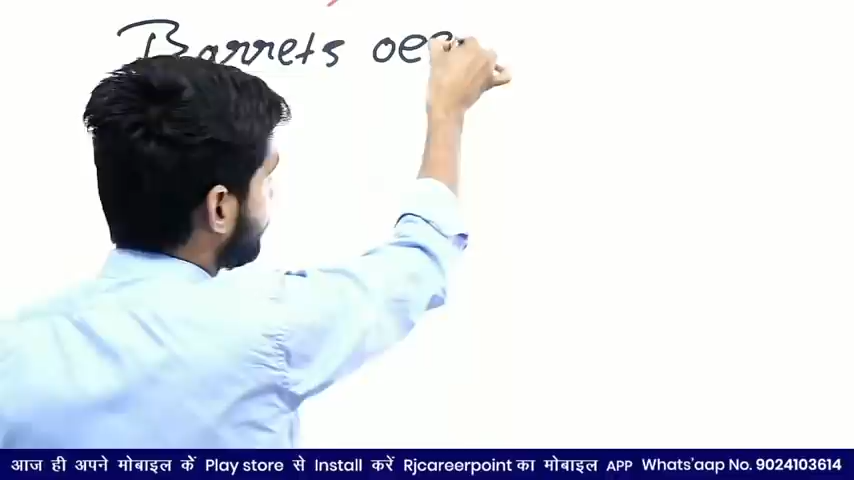 Barrets oes
आज ही अपने मोबाइल कें Play store से Install करें Rjcareerpoint का मोबाइल APP Whats'aap No. 9024103614